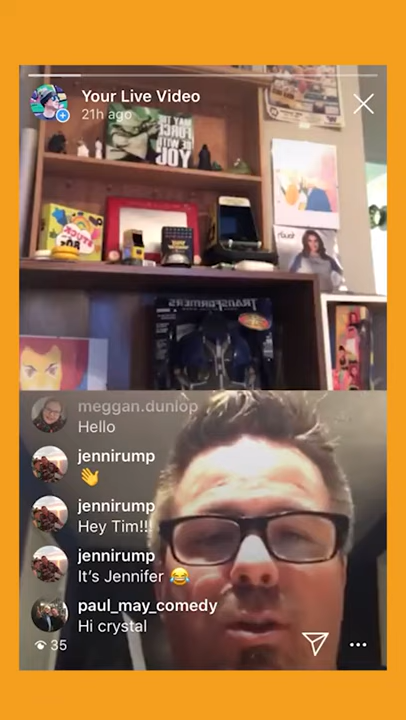 Your Live Video
21h ago
MAY
THE
FORCE
BE WITH
YOU
TRANSFORMERS
meggan.dunlop
Hello
jennirump
👋
jennirump
Hey Tim!!!
jennirump
It's Jennifer 😂
paul_may_comedy
Hi crystal
35